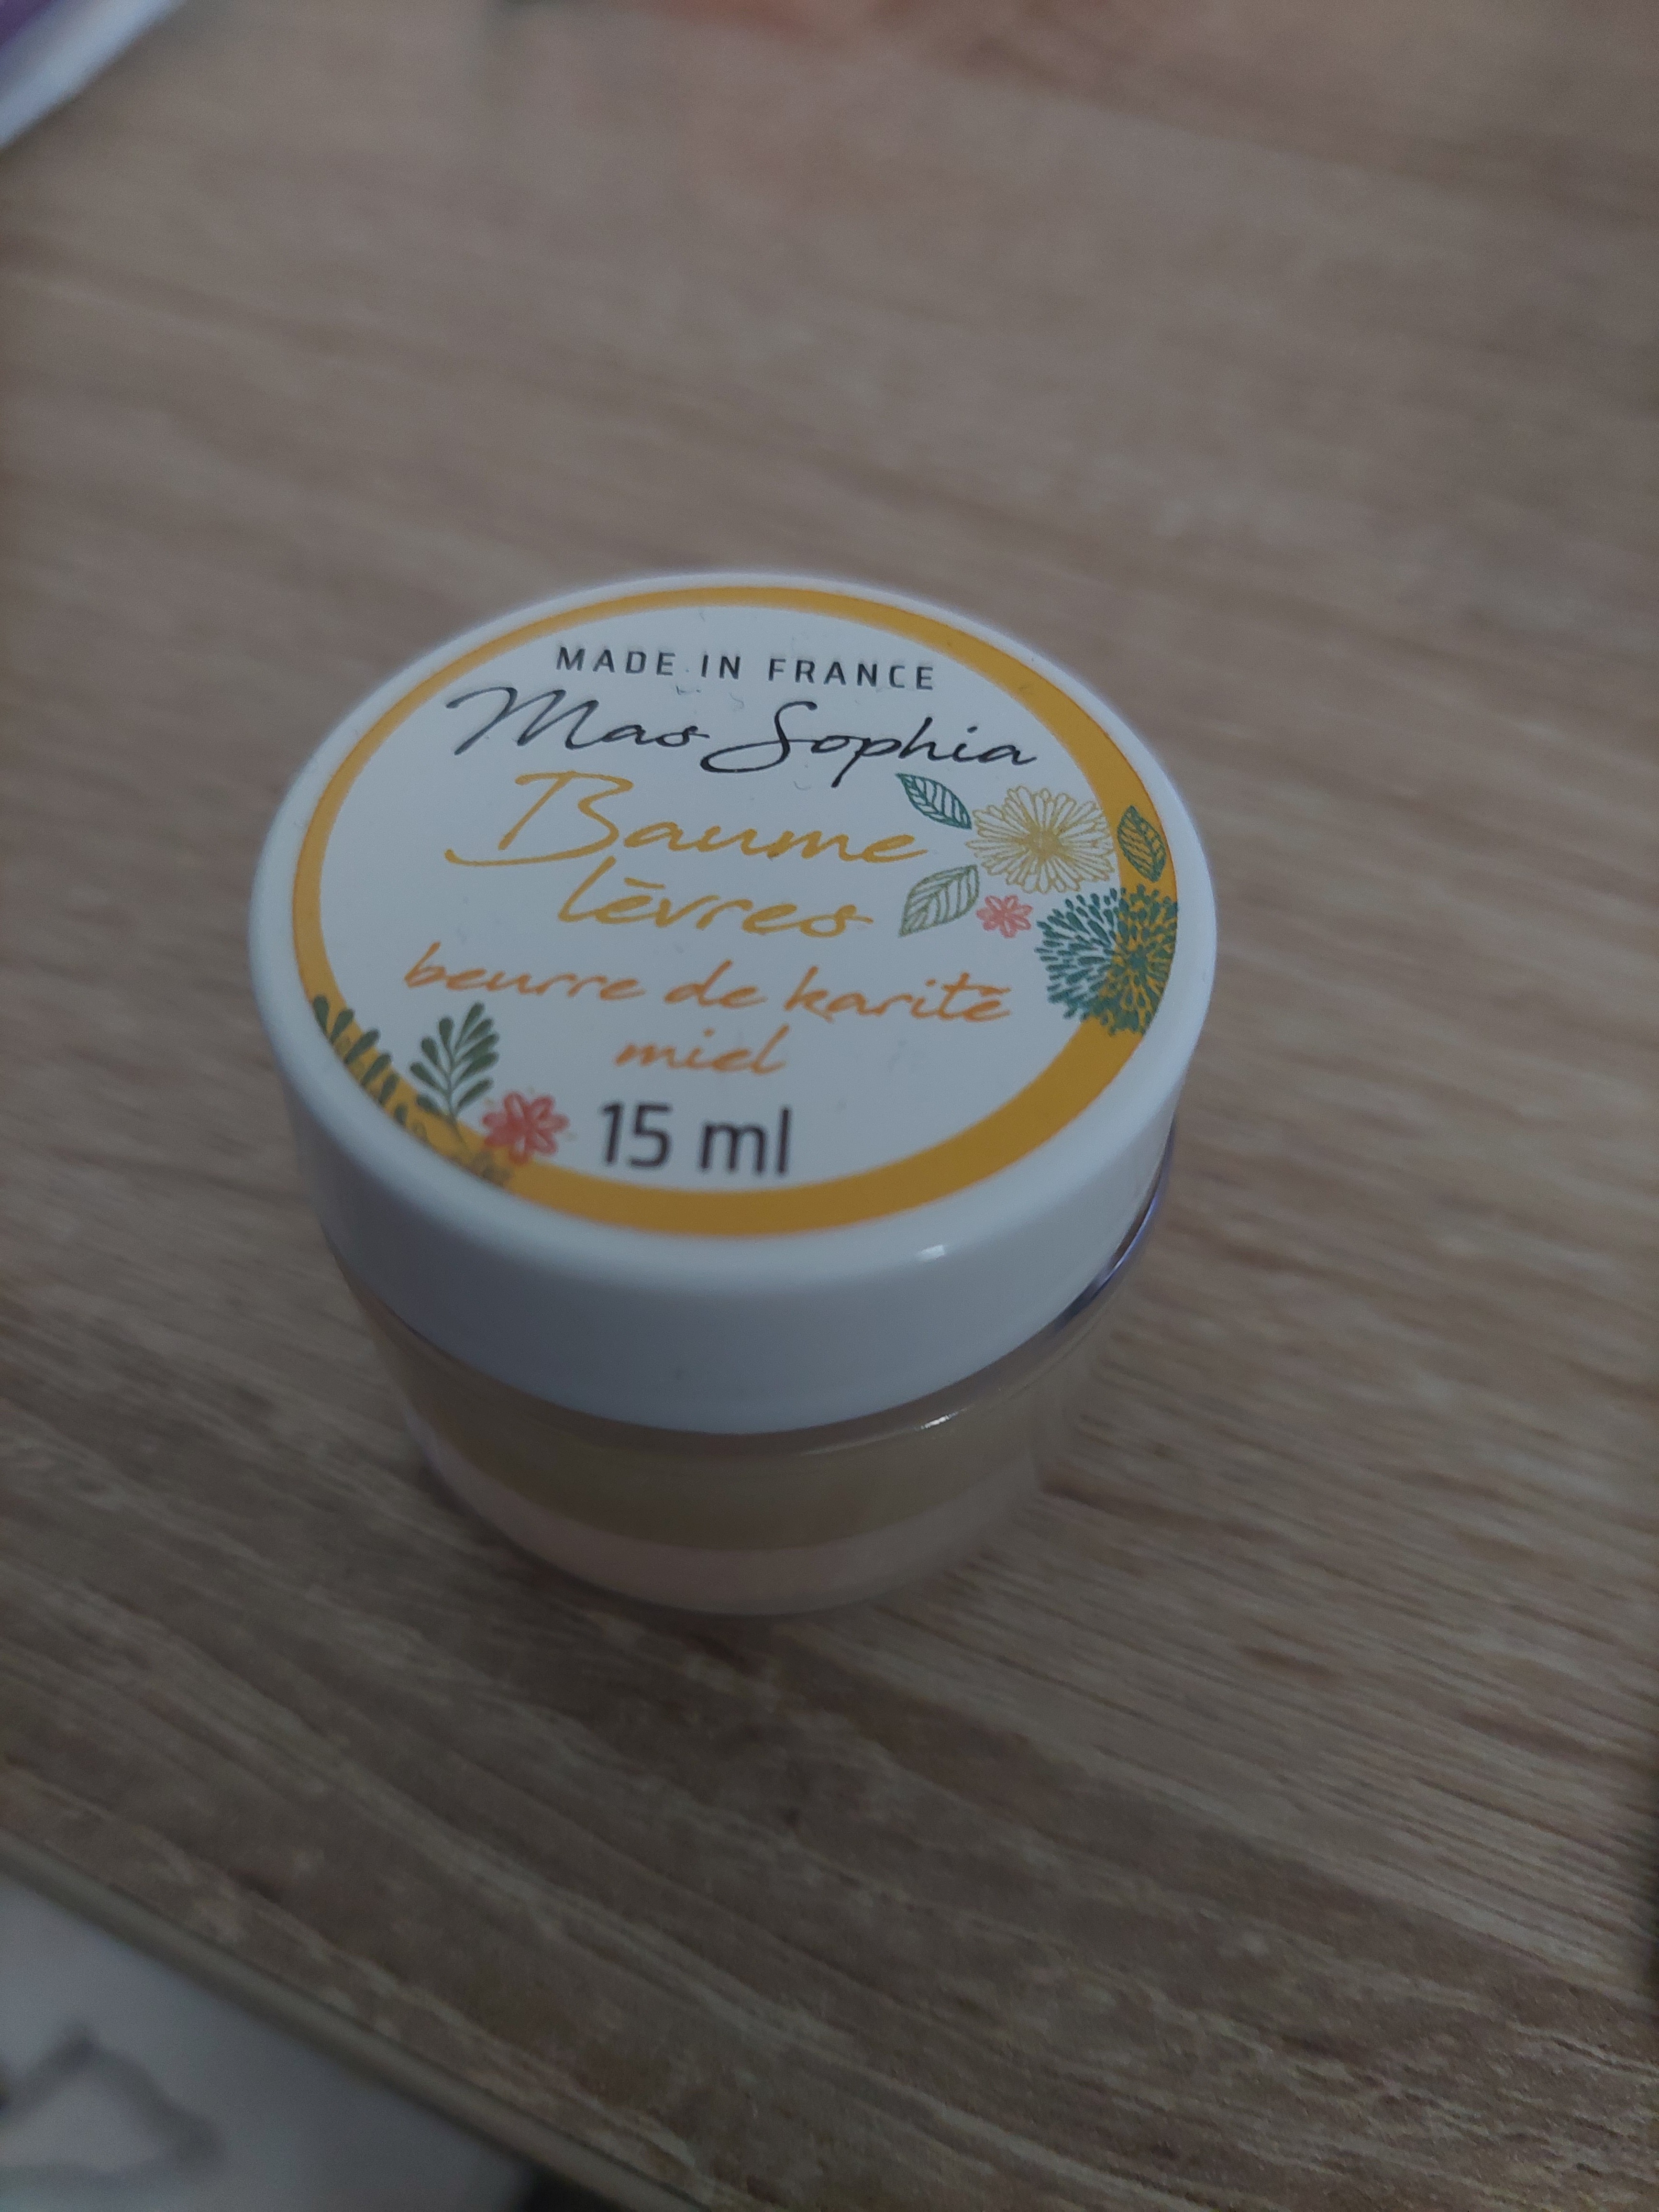 MADE IN FRANCE
Mas Sophia
Baume
lèvres
beurre de karité
miel
15 ml